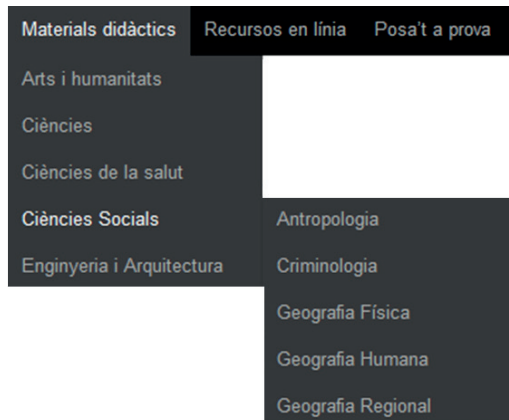 Materials didàctics Recursos en línia Posa't a prova
Arts i humanitats
Ciències
Ciències de la salut
Ciències Socials
Enginyeria i Arquitectura
Antropologia
Criminologia
Geografia Física
Geografia Humana
Geografia Regional